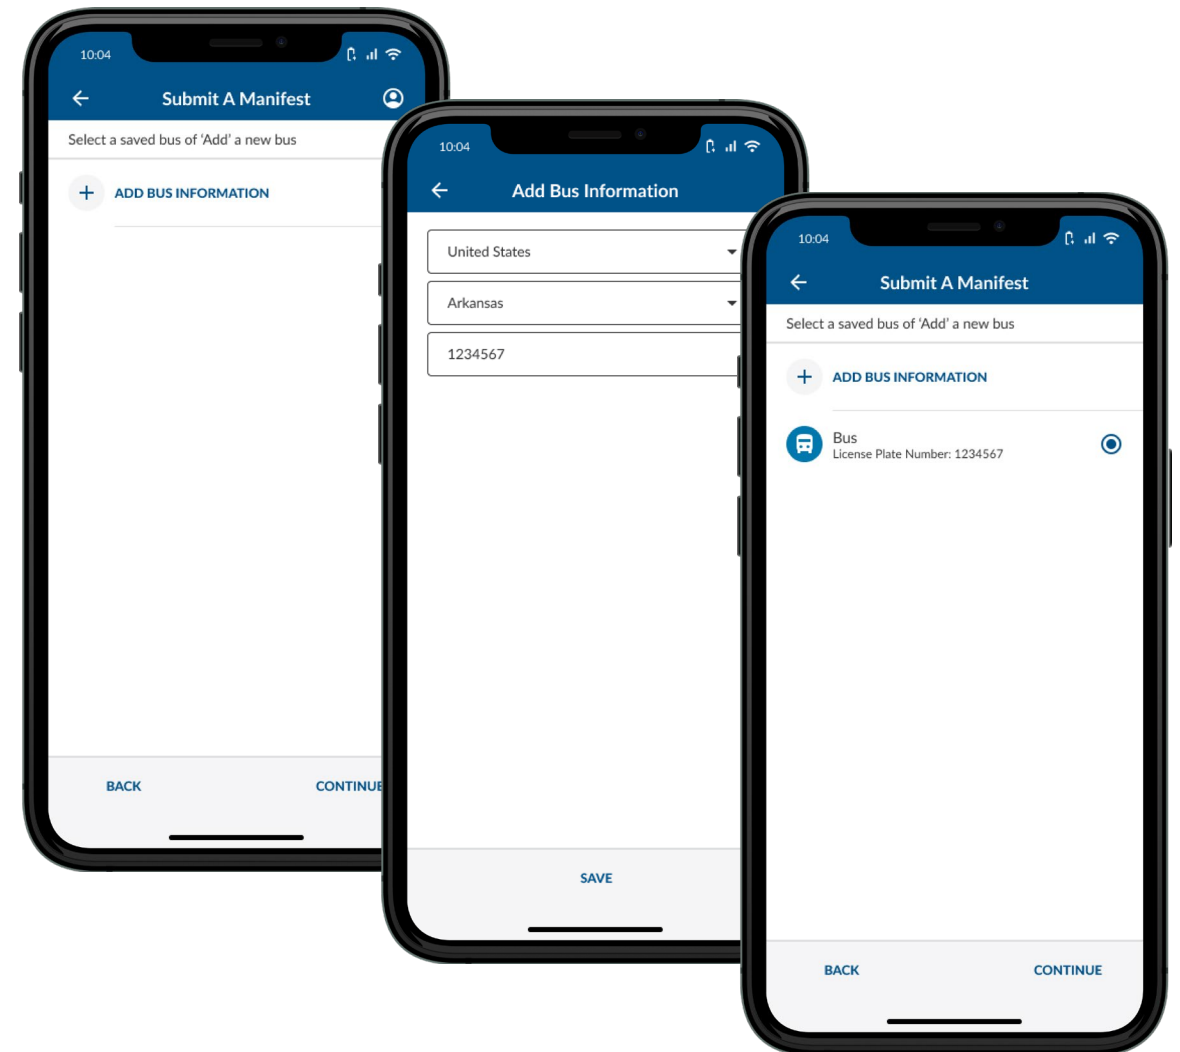 10:04
Submit A Manifest
Select a saved bus of ‘Add’ a new bus
ADD BUS INFORMATION
BACK
CONTINUE
10:04
Add Bus Information
United States
Arkansas
1234567
SAVE
10:04
Submit A Manifest
Select a saved bus of ‘Add’ a new bus
ADD BUS INFORMATION
Bus
License Plate Number: 1234567
BACK
CONTINUE